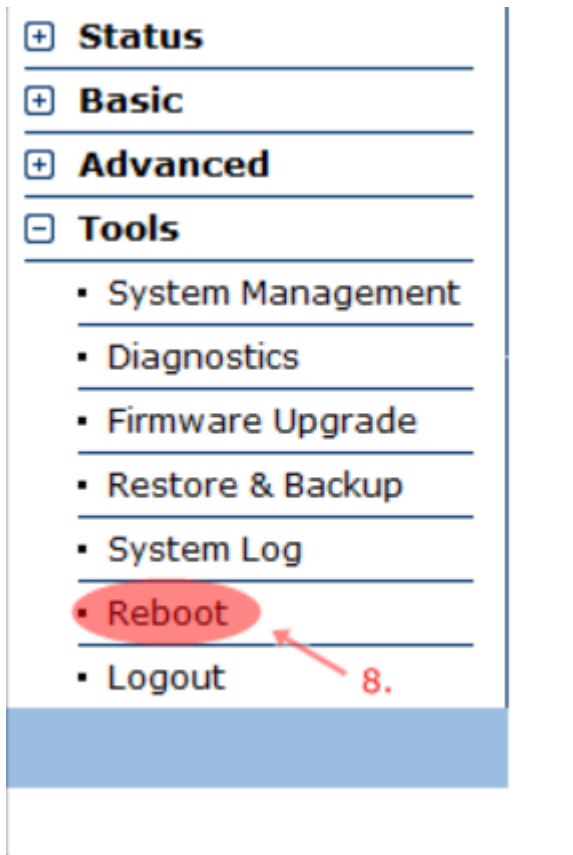 Status
Basic
Advanced
Tools
System Management
Diagnostics
Firmware Upgrade
Restore & Backup
System Log
Reboot
8.
Logout